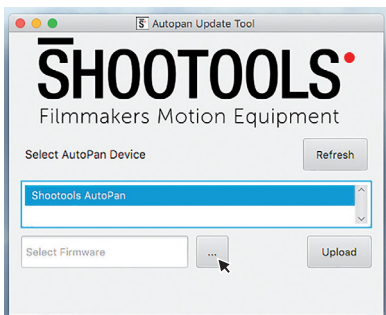 S Autopan Update Tool
SHOOTOOLS
Filmmakers Motion Equipment
Select AutoPan Device
Refresh
Shootools AutoPan
Select Firmware
...
Upload